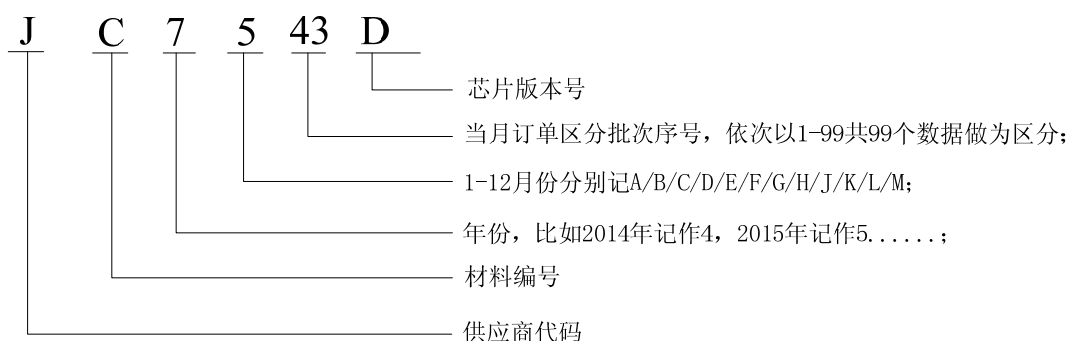 J C 7 5 43 D
芯片版本号
当月订单区分批次序号，依次以1-99共99个数据做为区分；
1-12月份分别记A/B/C/D/E/F/G/H/J/K/L/M；
年份，比如2014年记作4，2015年记作5......；
材料编号
供应商代码